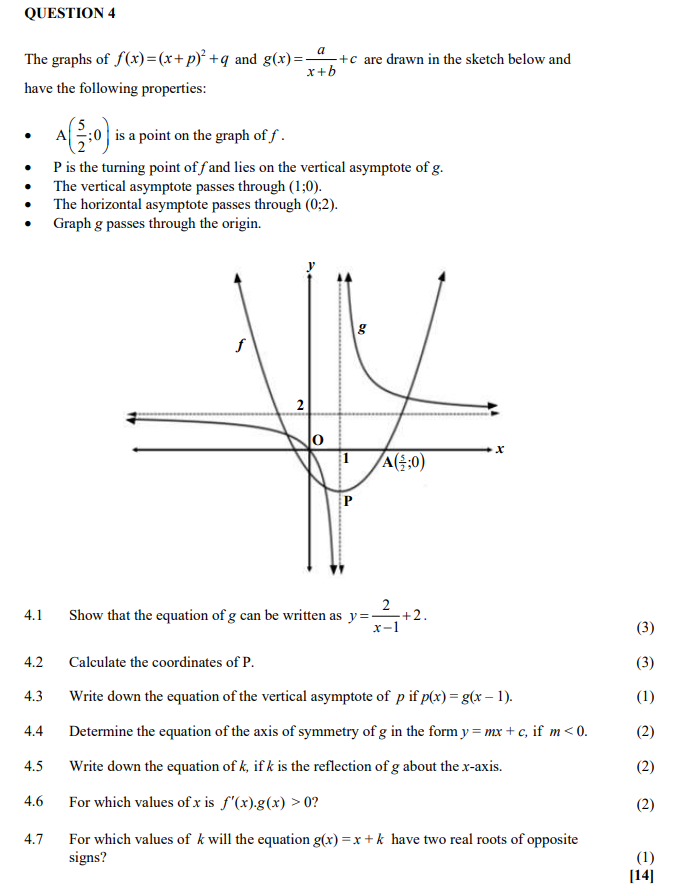 QUESTION 4
The graphs of f(x)=(x+p)²+q and g(x)=a/(x+b)+c are drawn in the sketch below and
have the following properties:
• A(5/2;0) is a point on the graph of f.
• P is the turning point of f and lies on the vertical asymptote of g.
• The vertical asymptote passes through (1;0).
• The horizontal asymptote passes through (0;2).
• Graph g passes through the origin.
y
g
f
2
O
x
1
A(5/2;0)
P
4.1 Show that the equation of g can be written as y=2/(x−1)+2. (3)
4.2 Calculate the coordinates of P. (3)
4.3 Write down the equation of the vertical asymptote of p if p(x) = g(x – 1). (1)
4.4 Determine the equation of the axis of symmetry of g in the form y = mx + c, if m < 0. (2)
4.5 Write down the equation of k, if k is the reflection of g about the x-axis. (2)
4.6 For which values of x is f′(x).g(x) > 0? (2)
4.7 For which values of k will the equation g(x) = x + k have two real roots of opposite
signs? (1)
[14]